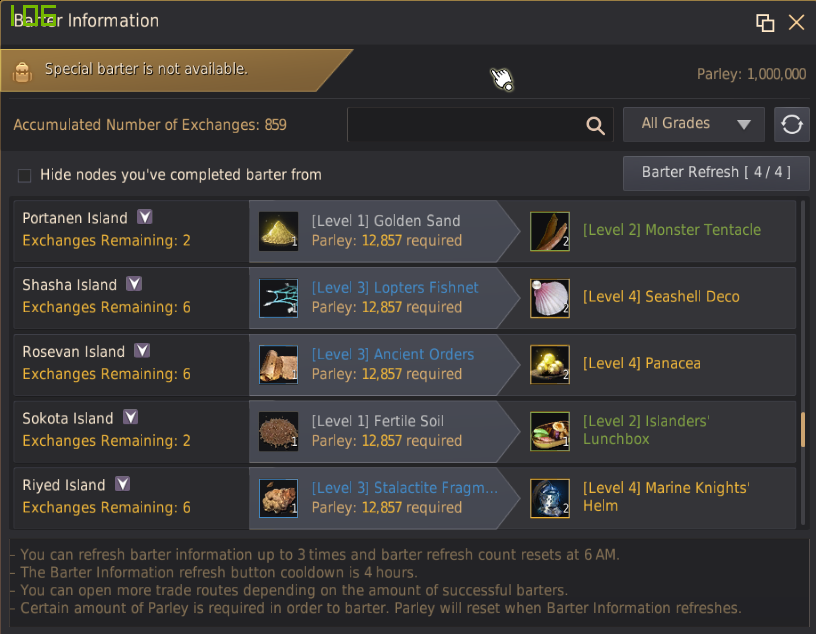 106
Barter Information
Special barter is not available.
Parley: 1,000,000
Accumulated Number of Exchanges: 859
All Grades
Hide nodes you've completed barter from
Barter Refresh [ 4 / 4 ]
Portanen Island
Exchanges Remaining: 2
1
[Level 1] Golden Sand
Parley: 12,857 required
2
[Level 2] Monster Tentacle
Shasha Island
Exchanges Remaining: 6
1
[Level 3] Lopters Fishnet
Parley: 12,857 required
2
[Level 4] Seashell Deco
Rosevan Island
Exchanges Remaining: 6
1
[Level 3] Ancient Orders
Parley: 12,857 required
2
[Level 4] Panacea
Sokota Island
Exchanges Remaining: 2
1
[Level 1] Fertile Soil
Parley: 12,857 required
1
[Level 2] Islanders'
Lunchbox
Riyed Island
Exchanges Remaining: 6
1
[Level 3] Stalactite Fragm...
Parley: 12,857 required
2
[Level 4] Marine Knights'
Helm
- You can refresh barter information up to 3 times and barter refresh count resets at 6 AM.
- The Barter Information refresh button cooldown is 4 hours.
- You can open more trade routes depending on the amount of successful barters.
- Certain amount of Parley is required in order to barter. Parley will reset when Barter Information refreshes.